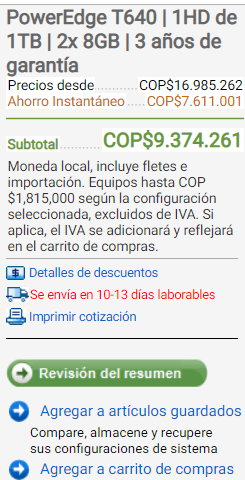 PowerEdge T640 | 1HD de
1TB | 2x 8GB | 3 años de
garantía
Precios desde COP$16.985.262
Ahorro Instantáneo COP$7.611.001
Subtotal COP$9.374.261
Moneda local, incluye fletes e
importación. Equipos hasta COP
$1,815,000 según la configuración
seleccionada, excluidos de IVA. Si
aplica, el IVA se adicionará y reflejará
en el carrito de compras.
Detalles de descuentos
Se envía en 10-13 días laborables
Imprimir cotización
Revisión del resumen
Agregar a artículos guardados
Compare, almacene y recupere
sus configuraciones de sistema
Agregar a carrito de compras